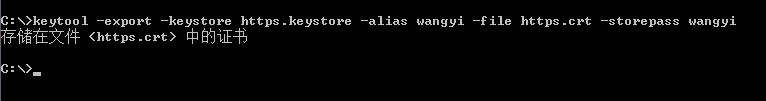 C:\>keytool -export -keystore https.keystore -alias wangyi -file https.crt -storepass wangyi
存储在文件 <https.crt> 中的证书
C:\>_